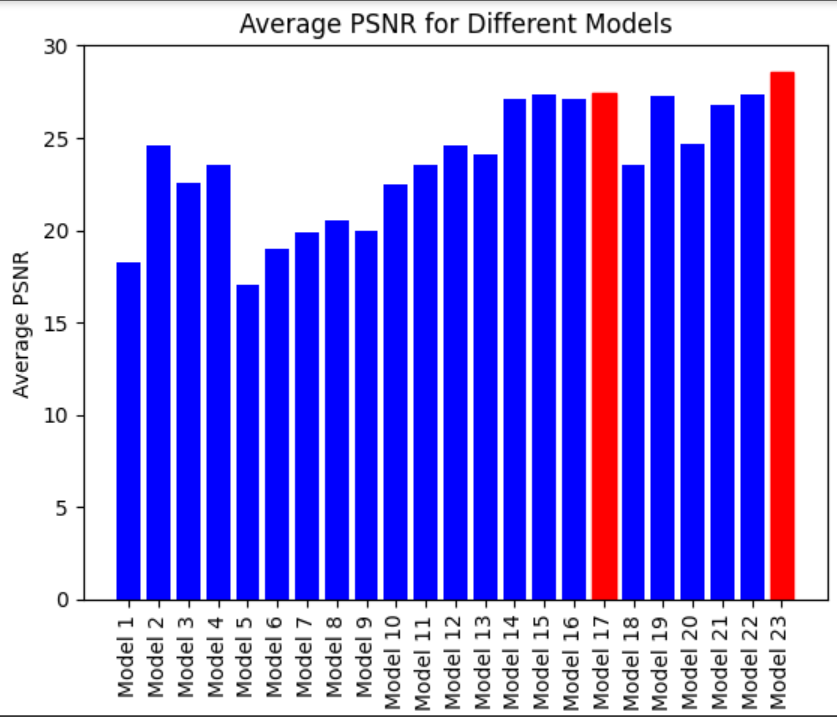 Average PSNR for Different Models
Average PSNR
30
25
20
15
10
5
0
Model 1
Model 2
Model 3
Model 4
Model 5
Model 6
Model 7
Model 8
Model 9
Model 10
Model 11
Model 12
Model 13
Model 14
Model 15
Model 16
Model 17
Model 18
Model 19
Model 20
Model 21
Model 22
Model 23